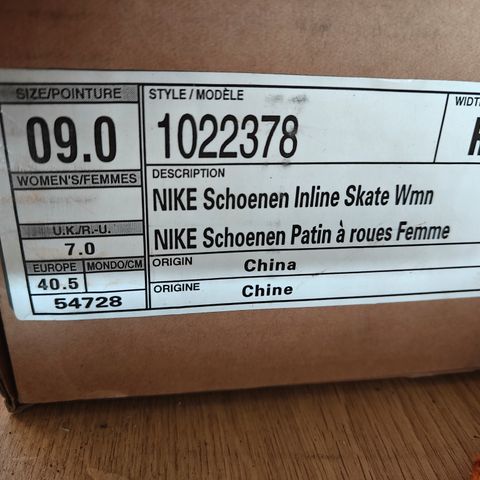 SIZE/POINTURE
09.0
WOMEN'S/FEMMES
U.K./R.-U.
7.0
EUROPE MONDO/CM
40.5
54728
STYLE / MODÈLE
1022378
DESCRIPTION
NIKE Schoenen Inline Skate Wmn
NIKE Schoenen Patin à roues Femme
ORIGIN China
ORIGINE Chine